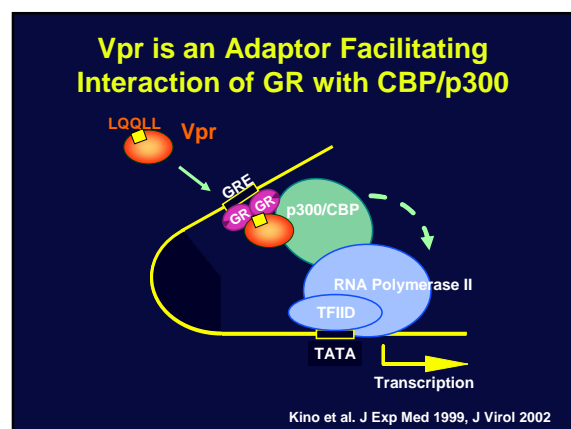 Vpr is an Adaptor Facilitating
Interaction of GR with CBP/p300
LQQLL
Vpr
GRE
GR
GR
p300/CBP
RNA Polymerase II
TFIID
TATA
Transcription
Kino et al. J Exp Med 1999, J Virol 2002